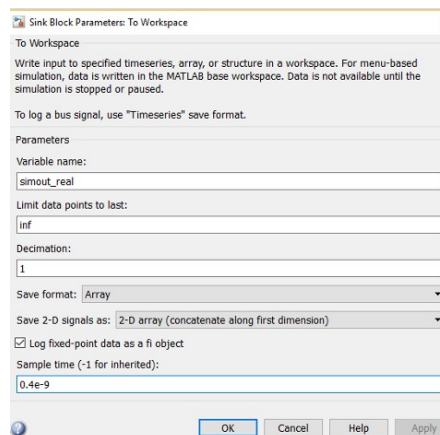 Sink Block Parameters: To Workspace
To Workspace
Write input to specified timeseries, array, or structure in a workspace. For menu-based
simulation, data is written in the MATLAB base workspace. Data is not available until the
simulation is stopped or paused.
To log a bus signal, use "Timeseries" save format.
Parameters
Variable name:
simout_real
Limit data points to last:
inf
Decimation:
1
Save format: Array
Save 2-D signals as: 2-D array (concatenate along first dimension)
Log fixed-point data as a fi object
Sample time (-1 for inherited):
0.4e-9
? OK Cancel Help Apply